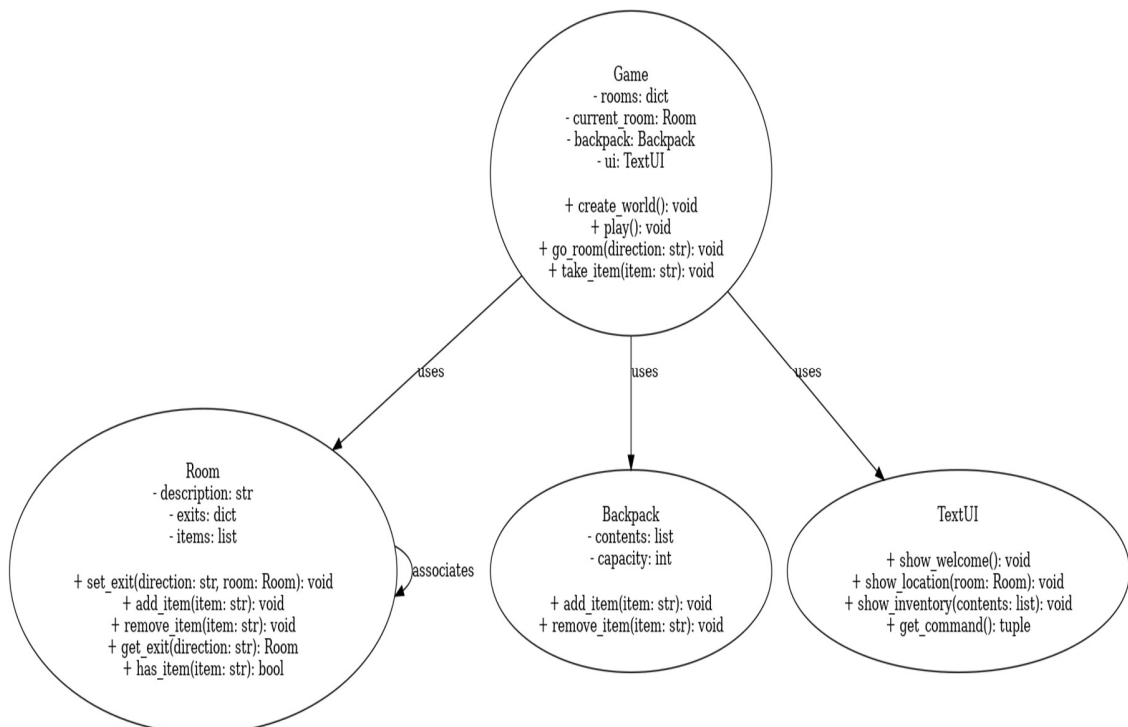 Game
- rooms: dict
- current_room: Room
- backpack: Backpack
- ui: TextUI
+ create_world(): void
+ play(): void
+ go_room(direction: str): void
+ take_item(item: str): void
uses
uses
uses
Room
- description: str
- exits: dict
- items: list
+ set_exit(direction: str, room: Room): void
+ add_item(item: str): void
+ remove_item(item: str): void
+ get_exit(direction: str): Room
+ has_item(item: str): bool
associates
Backpack
- contents: list
- capacity: int
+ add_item(item: str): void
+ remove_item(item: str): void
TextUI
+ show_welcome(): void
+ show_location(room: Room): void
+ show_inventory(contents: list): void
+ get_command(): tuple